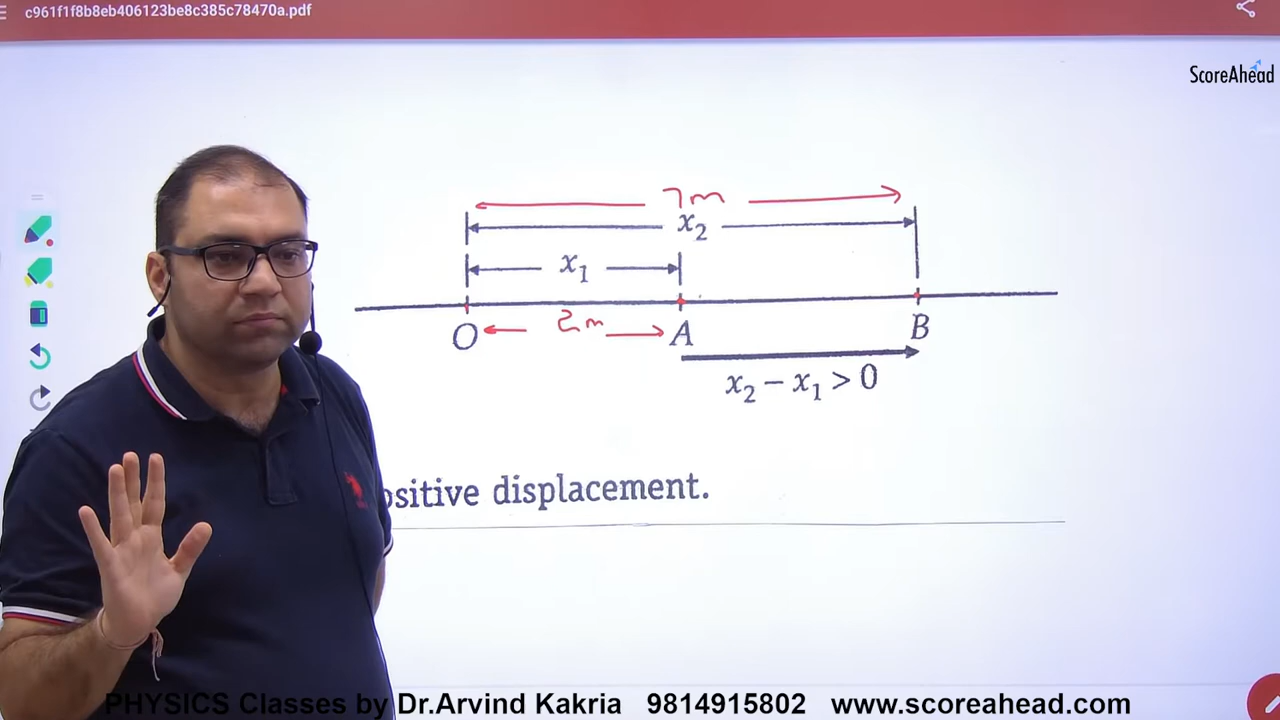 c961f1f8b8eb406123be8c385c78470a.pdf
ScoreAhead
7m
x₂
x₁
O 2m A B
x₂ – x₁ > 0
ositive displacement.
PHYSICS Classes by Dr.Arvind Kakria 9814915802 www.scoreahead.com